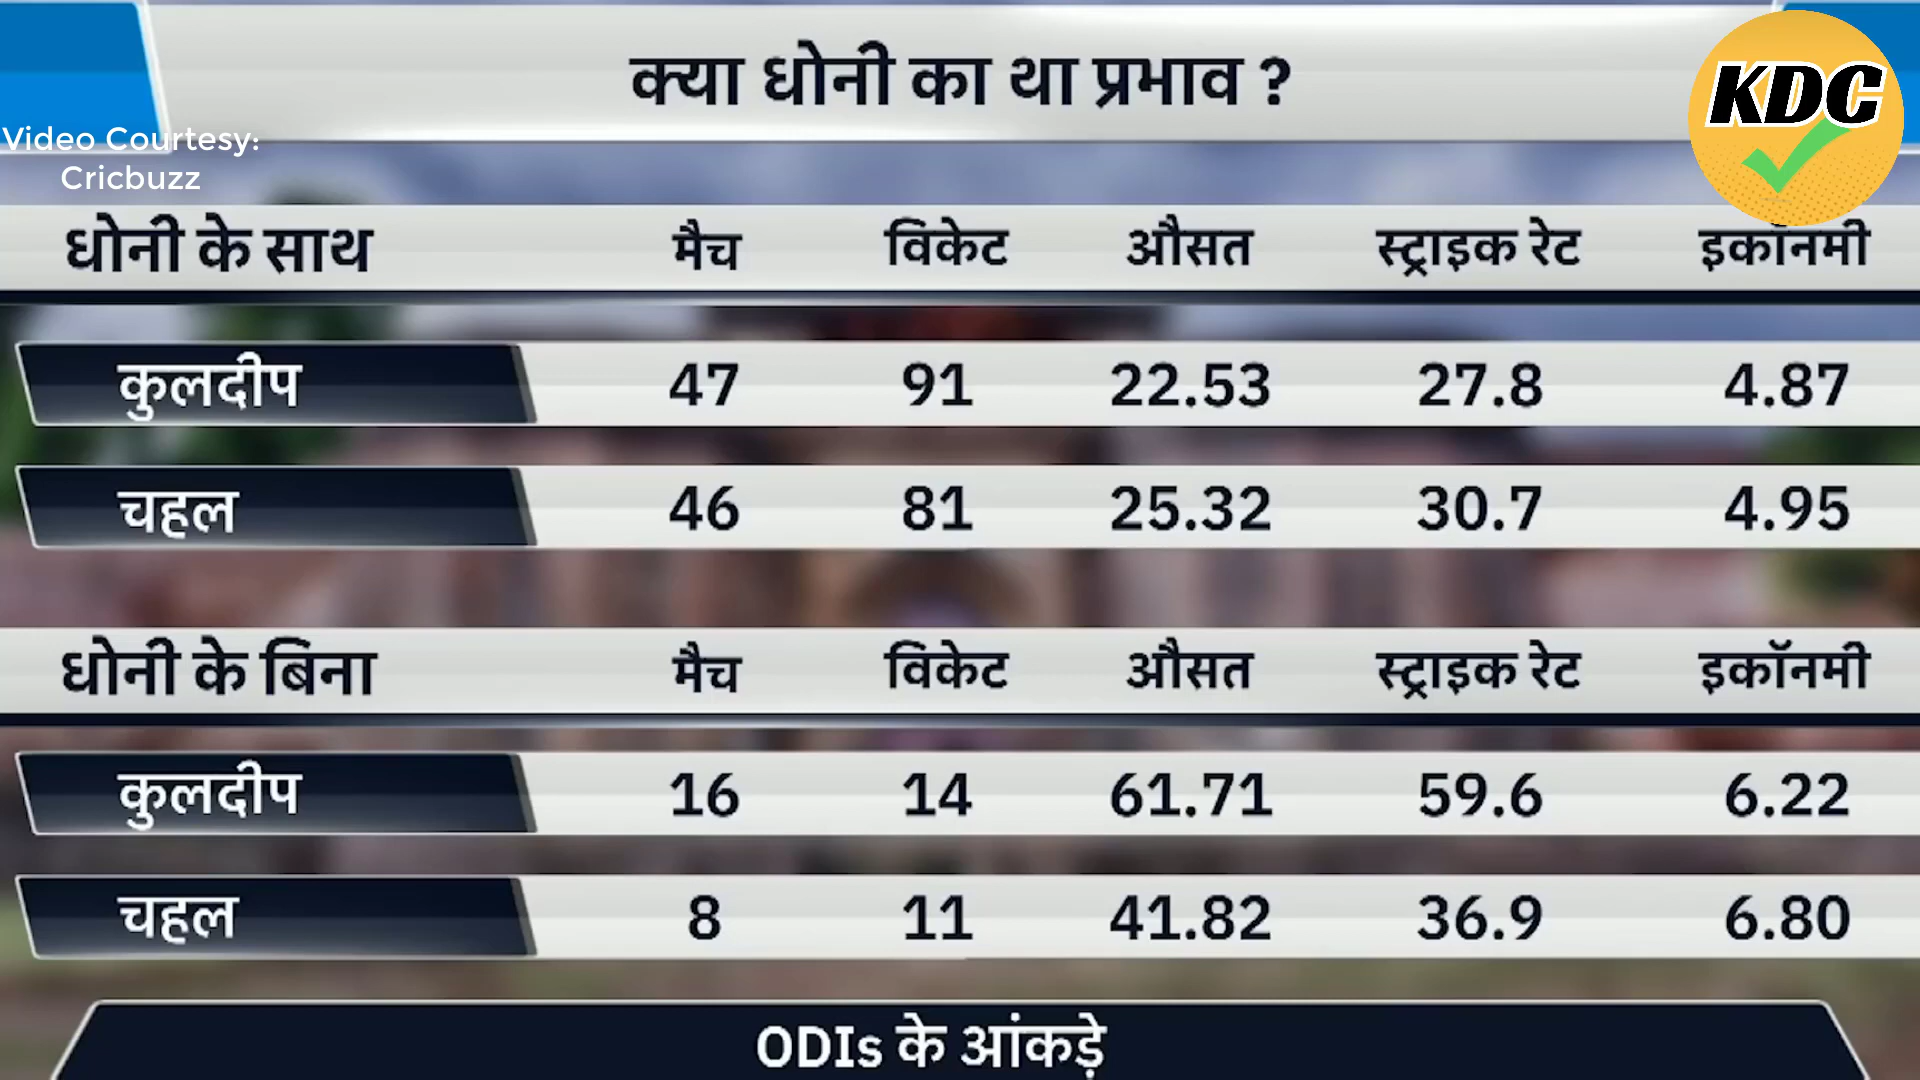 क्या धोनी का था प्रभाव ?
KDC
Video Courtesy:
Cricbuzz
धोनी के साथ मैच विकेट औसत स्ट्राइक रेट इकॉनमी
कुलदीप 47 91 22.53 27.8 4.87
चहल 46 81 25.32 30.7 4.95
धोनी के बिना मैच विकेट औसत स्ट्राइक रेट इकॉनमी
कुलदीप 16 14 61.71 59.6 6.22
चहल 8 11 41.82 36.9 6.80
ODIs के आंकड़े